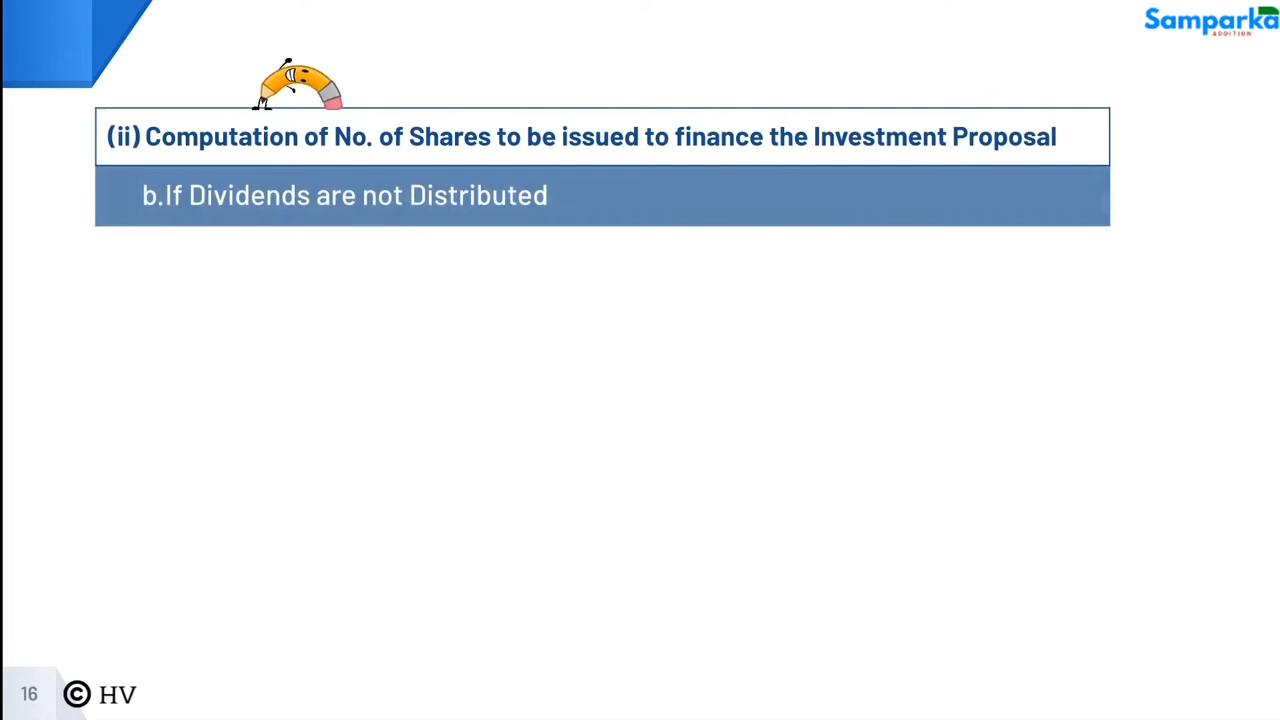 Samparka
ADDITION
(ii) Computation of No. of Shares to be issued to finance the Investment Proposal
b.If Dividends are not Distributed
16
© HV